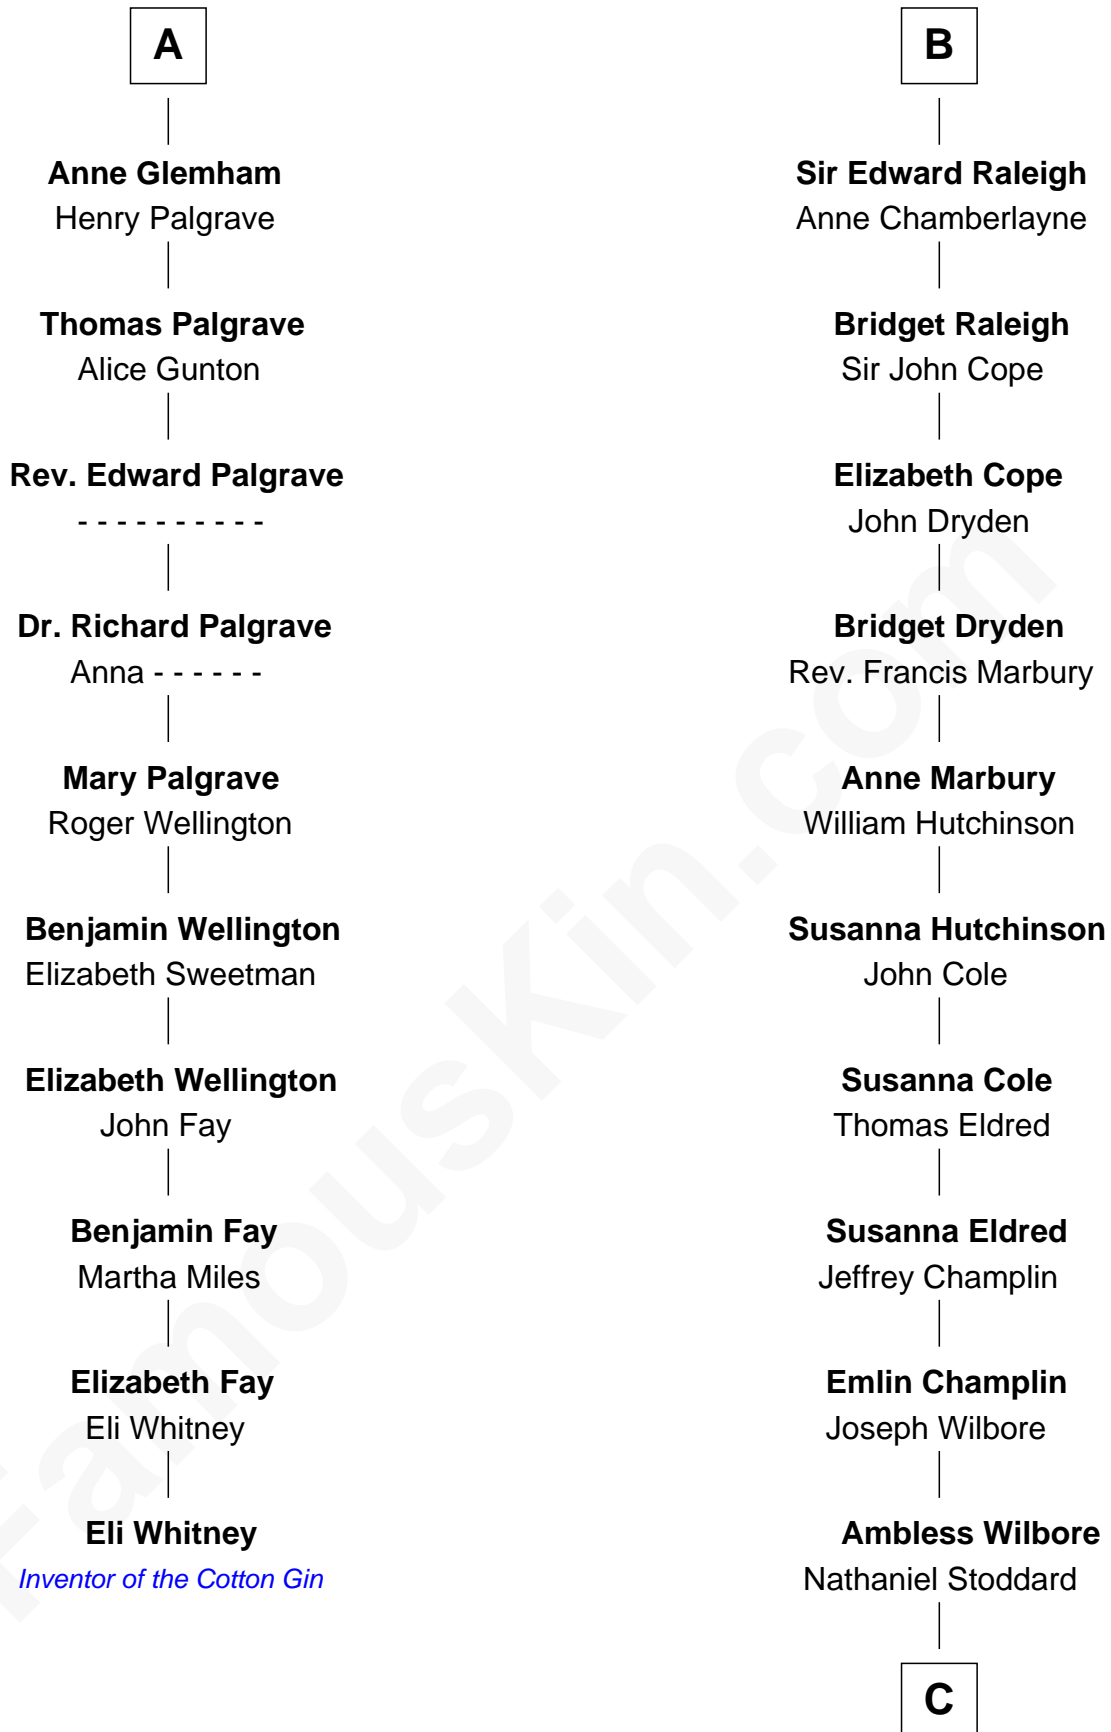 A
Anne Glemham
Henry Palgrave
Thomas Palgrave
Alice Gunton
Rev. Edward Palgrave
- - - - - - - - - -
Dr. Richard Palgrave
Anna - - - - - -
Mary Palgrave
Roger Wellington
Benjamin Wellington
Elizabeth Sweetman
Elizabeth Wellington
John Fay
Benjamin Fay
Martha Miles
Elizabeth Fay
Eli Whitney
Eli Whitney
Inventor of the Cotton Gin
B
Sir Edward Raleigh
Anne Chamberlayne
Bridget Raleigh
Sir John Cope
Elizabeth Cope
John Dryden
Bridget Dryden
Rev. Francis Marbury
Anne Marbury
William Hutchinson
Susanna Hutchinson
John Cole
Susanna Cole
Thomas Eldred
Susanna Eldred
Jeffrey Champlin
Emlin Champlin
Joseph Wilbore
Ambless Wilbore
Nathaniel Stoddard
C
FamousKin.com